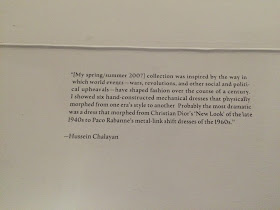 "[My spring/summer 2007] collection was inspired by the way in
which world events—wars, revolutions, and other social and politi-
cal upheavals—have shaped fashion over the course of a century.
I showed six hand-constructed mechanical dresses that physically
morphed from one era's style to another. Probably the most dramatic
was a dress that morphed from Christian Dior's 'New Look' of the late
1940s to Paco Rabanne's metal-link shift dresses of the 1960s."
—Hussein Chalayan